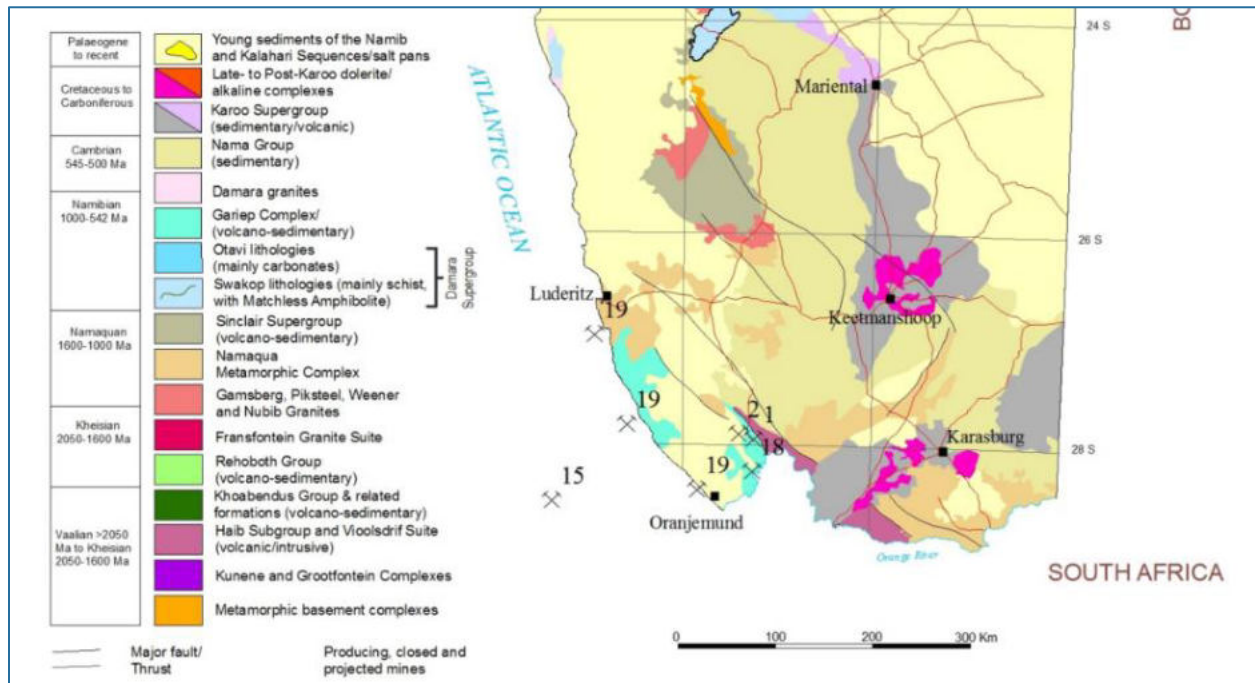 Palaeogene
to recent
Young sediments of the Namib
and Kalahari Sequences/salt pans
Cretaceous to
Carboniferous
Late- to Post-Karoo dolerite/
alkaline complexes
Karoo Supergroup
(sedimentary/volcanic)
Cambrian
545-500 Ma
Nama Group
(sedimentary)
Damara granites
Namibian
1000-542 Ma
Gariep Complex/
(volcano-sedimentary)
Otavi lithologies
(mainly carbonates)
Swakop lithologies (mainly schist,
with Matchless Amphibolite)
Damara
Supergroup
Sinclair Supergroup
(volcano-sedimentary)
Namaquan
1600-1000 Ma
Namaqua
Metamorphic Complex
Gamsberg, Piksteel, Weener
and Nubib Granites
Kheisian
2050-1600 Ma
Fransfontein Granite Suite
Rehoboth Group
(volcano-sedimentary)
Khoabendus Group & related
formations (volcano-sedimentary)
Vaalian >2050
Ma to Kheisian
2050-1600 Ma
Haib Subgroup and Vioolsdrif Suite
(volcanic/intrusive)
Kunene and Grootfontein Complexes
Metamorphic basement complexes
Major fault/
Thrust
Producing, closed and
projected mines
ATLANTIC OCEAN
24 S
BO
Mariental
26 S
Luderitz
19
Keetmanshoop
19
2
1
18
Karasburg
28 S
15
19
Oranjemund
Orange River
SOUTH AFRICA
0
100
200
300 Km